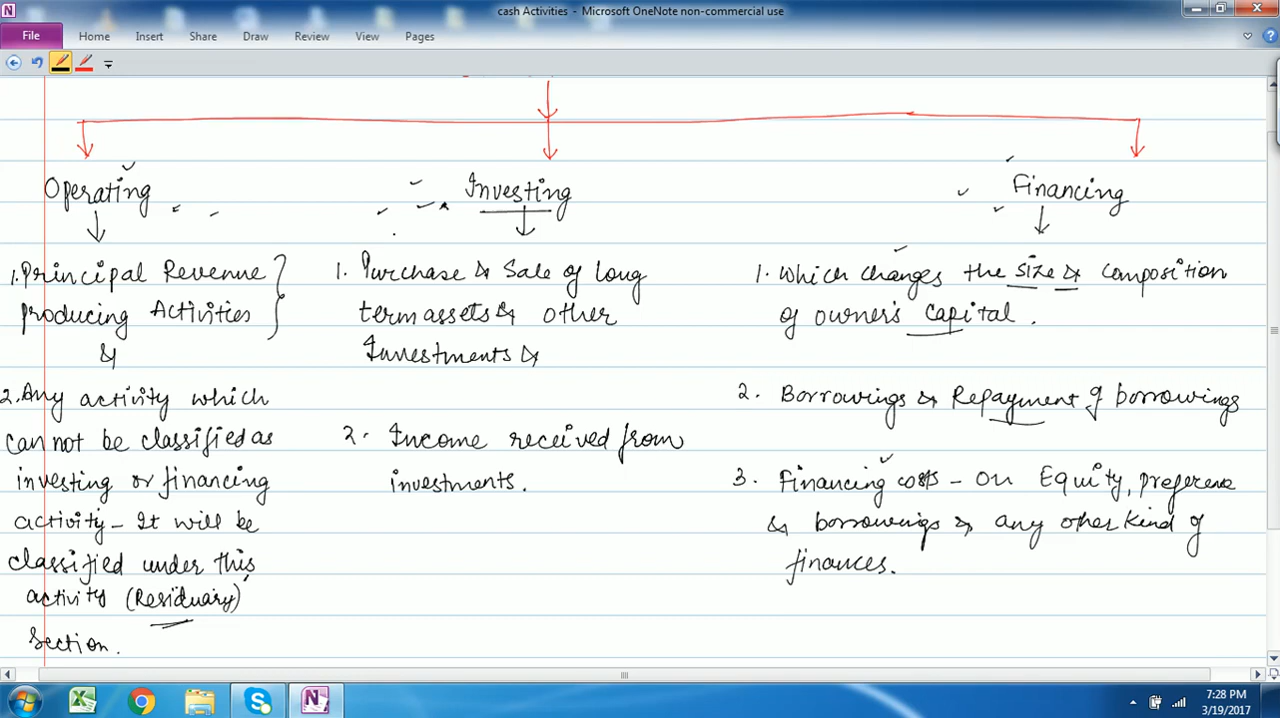 cash Activities - Microsoft OneNote non-commercial use
File Home Insert Share Draw Review View Pages
Operating
1. Principal Revenue
producing Activities
&
2. Any activity which
can not be classified as
investing or financing
activity - It will be
classified under this
activity (Residuary)
Section.
Investing
1. Purchase & Sale of long
term assets & other
Investments &
2. Income received from
investments.
Financing
1. Which changes the size & composition
of owner's capital.
2. Borrowings & Repayment of borrowings
3. Financing costs - On Equity, preference
& borrowings & any other kind of
finances.
7:28 PM
3/19/2017